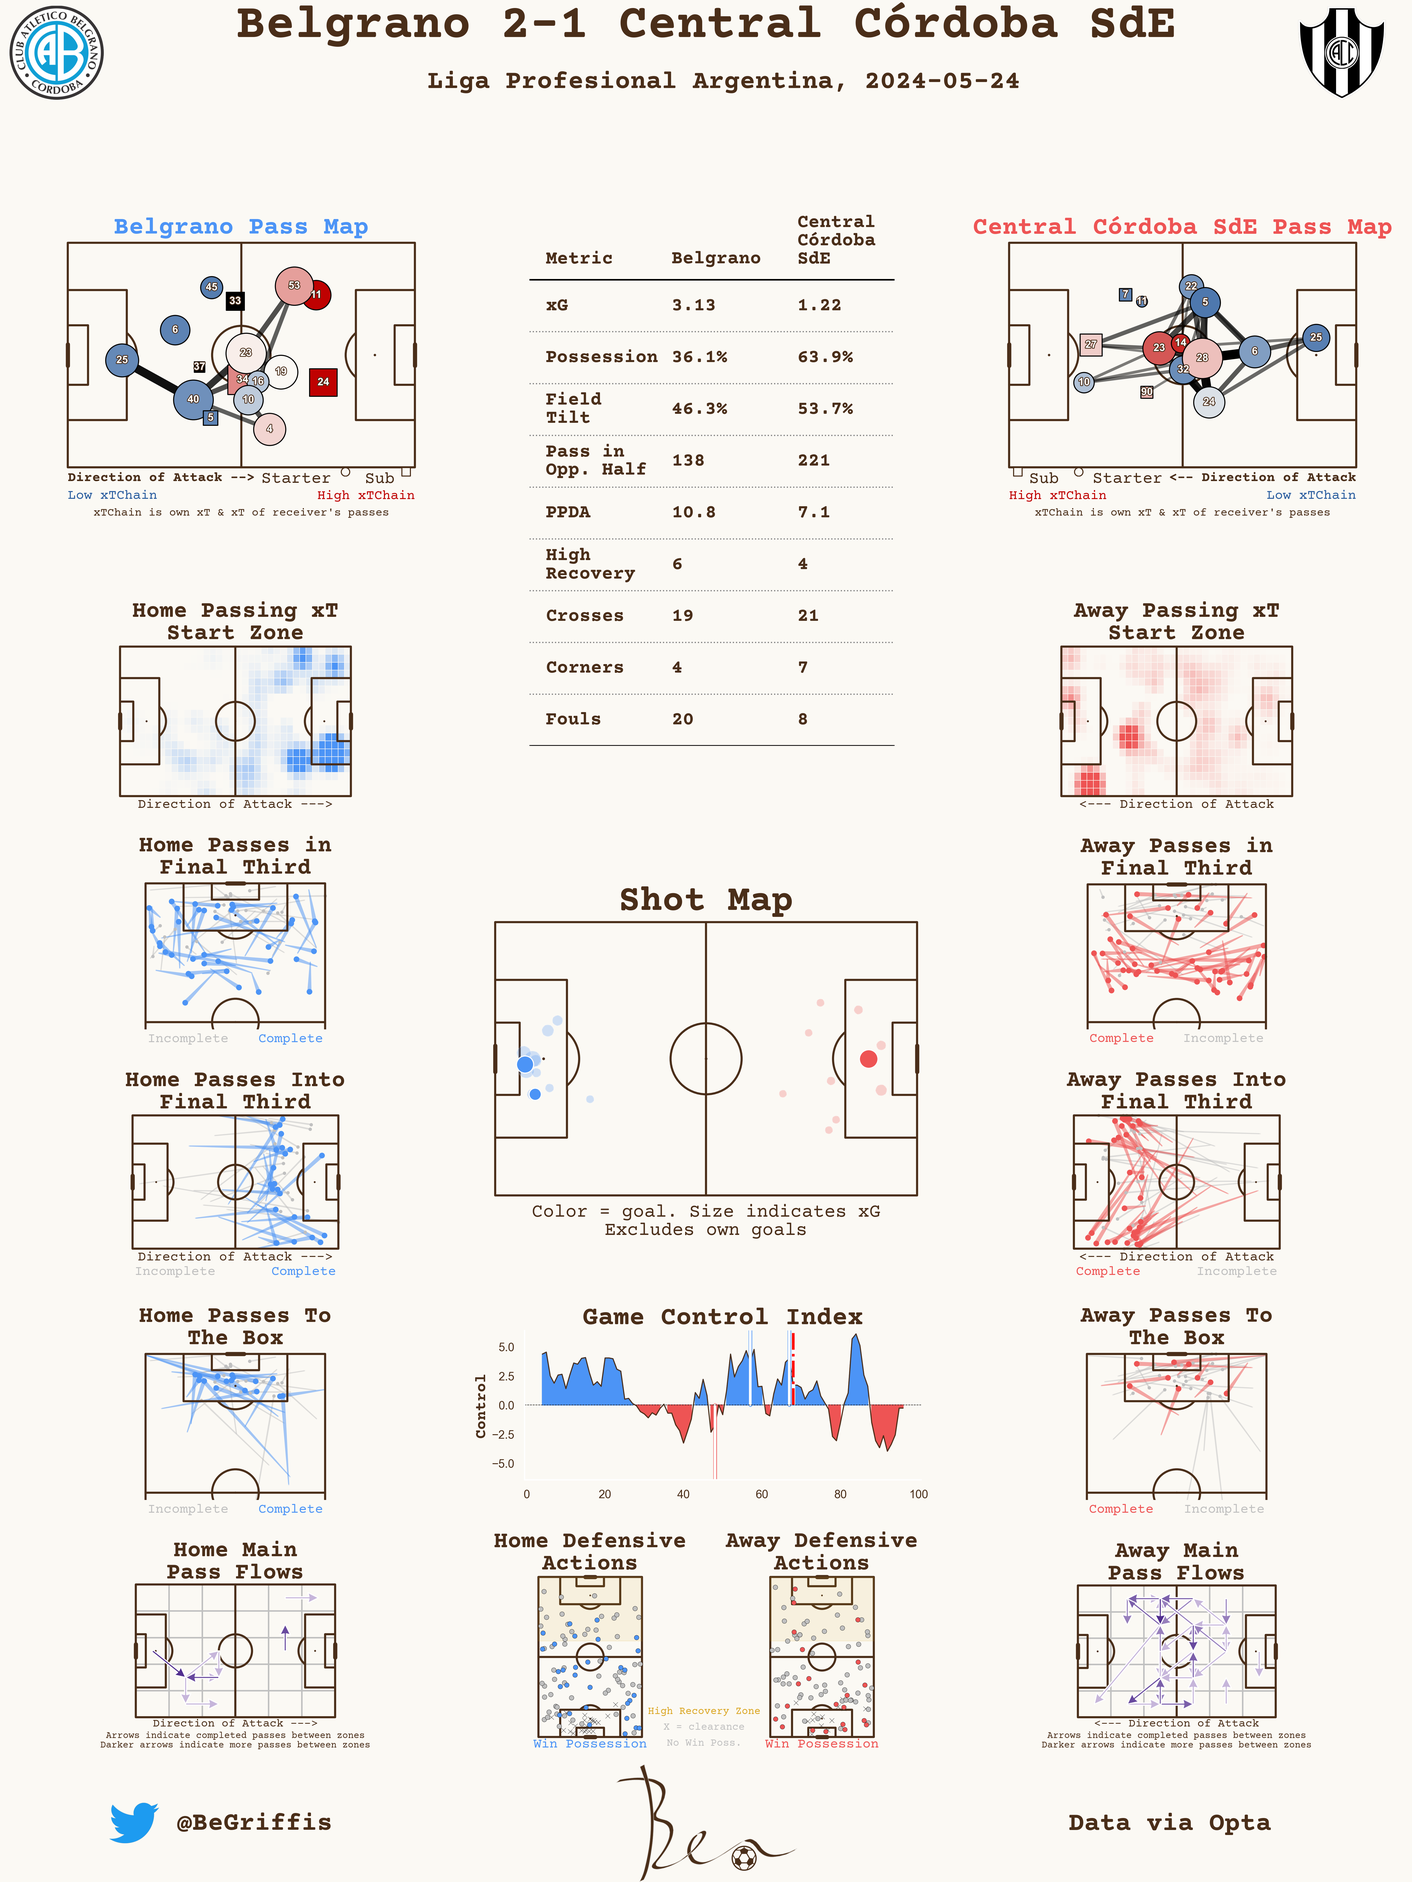 Belgrano 2-1 Central Córdoba SdE
Liga Profesional Argentina, 2024-05-24
CLUB ATLETICO BELGRANO
CORDOBA
Belgrano Pass Map
45
33
53
11
6
25
23
37
19
34
16
24
40
10
5
4
Direction of Attack --> Starter Sub
Low xTChain High xTChain
xTChain is own xT & xT of receiver's passes
Metric Belgrano Central Córdoba SdE
xG 3.13 1.22
Possession 36.1% 63.9%
Field Tilt 46.3% 53.7%
Pass in Opp. Half 138 221
PPDA 10.8 7.1
High Recovery 6 4
Crosses 19 21
Corners 4 7
Fouls 20 8
Central Córdoba SdE Pass Map
7
11
22
5
27
23
14
28
6
25
32
10
90
24
Sub Starter <-- Direction of Attack
High xTChain Low xTChain
xTChain is own xT & xT of receiver's passes
Home Passing xT
Start Zone
Direction of Attack --->
Away Passing xT
Start Zone
<--- Direction of Attack
Home Passes in
Final Third
Incomplete Complete
Away Passes in
Final Third
Complete Incomplete
Shot Map
Color = goal. Size indicates xG
Excludes own goals
Home Passes Into
Final Third
Direction of Attack --->
Incomplete Complete
Away Passes Into
Final Third
<--- Direction of Attack
Complete Incomplete
Home Passes To
The Box
Incomplete Complete
Game Control Index
Control
5.0
2.5
0.0
−2.5
−5.0
0 20 40 60 80 100
Away Passes To
The Box
Complete Incomplete
Home Main
Pass Flows
Direction of Attack --->
Arrows indicate completed passes between zones
Darker arrows indicate more passes between zones
Home Defensive
Actions
Win Possession
Away Defensive
Actions
Win Possession
High Recovery Zone
X = clearance
No Win Poss.
Away Main
Pass Flows
<--- Direction of Attack
Arrows indicate completed passes between zones
Darker arrows indicate more passes between zones
@BeGriffis
Ben
Data via Opta